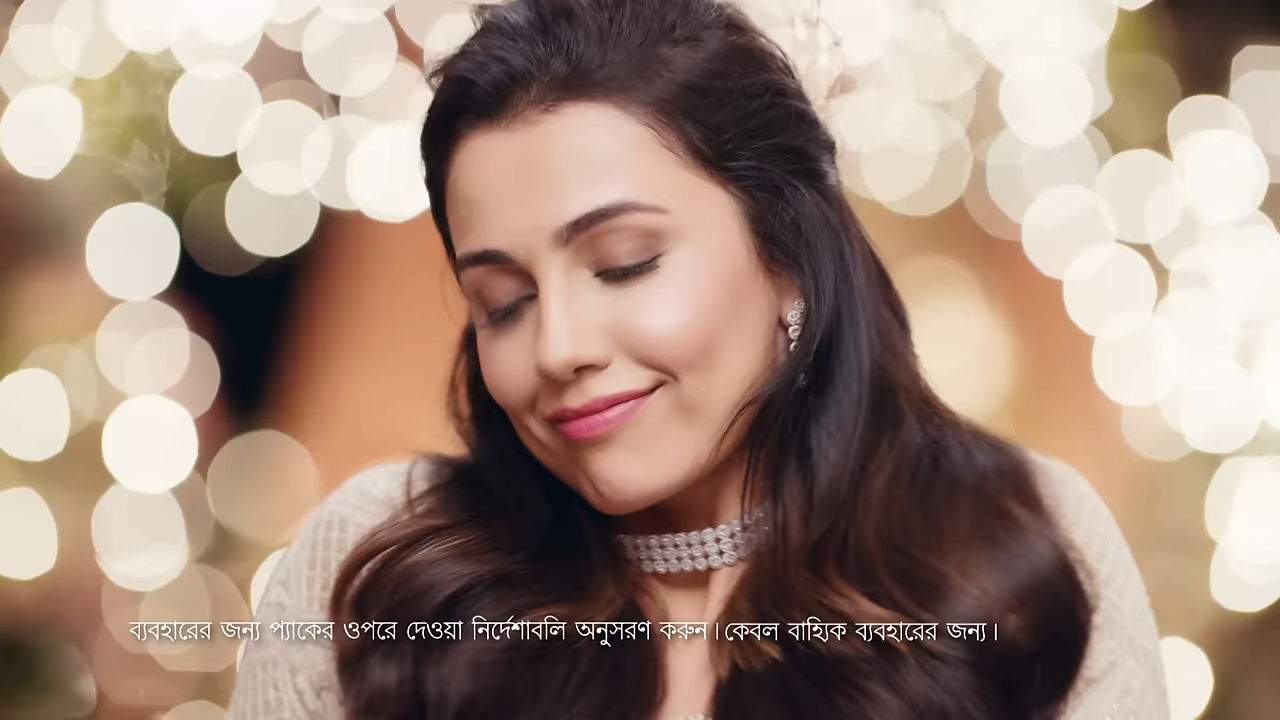 ব্যবহারের জন্য প্যাকের ওপরে দেওয়া নির্দেশাবলি অনুসরণ করুন। কেবল বাহ্যিক ব্যবহারের জন্য।